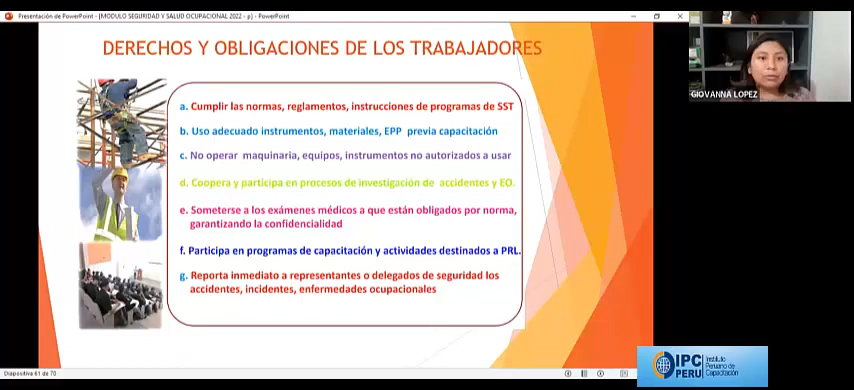 Presentación de PowerPoint - [MODULO SEGURIDAD Y SALUD OCUPACIONAL 2022 - p] - PowerPoint
DERECHOS Y OBLIGACIONES DE LOS TRABAJADORES
a. Cumplir las normas, reglamentos, instrucciones de programas de SST
b. Uso adecuado instrumentos, materiales, EPP previa capacitación
c. No operar maquinaria, equipos, instrumentos no autorizados a usar
d. Coopera y participa en procesos de investigación de accidentes y EO.
e. Someterse a los exámenes médicos a que están obligados por norma,
garantizando la confidencialidad
f. Participa en programas de capacitación y actividades destinados a PRL.
g. Reporta inmediato a representantes o delegados de seguridad los
accidentes, incidentes, enfermedades ocupacionales
GIOVANNA LOPEZ
Diapositiva 61 de 70
IPC
PERU
Instituto
Peruano de
Capacitación